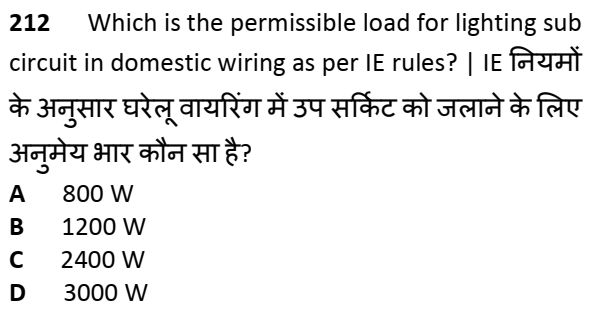 212 Which is the permissible load for lighting sub
circuit in domestic wiring as per IE rules? | IE नियमों
के अनुसार घरेलू वायरिंग में उप सर्किट को जलाने के लिए
अनुमेय भार कौन सा है?
A 800 W
B 1200 W
C 2400 W
D 3000 W